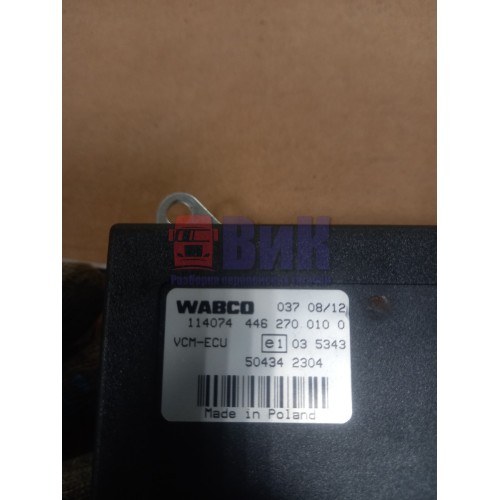 ВиК
WABCO 037 08/12
114074 446 270 010 0
VCM-ECU e1 03 5343
50434 2304
Made in Poland